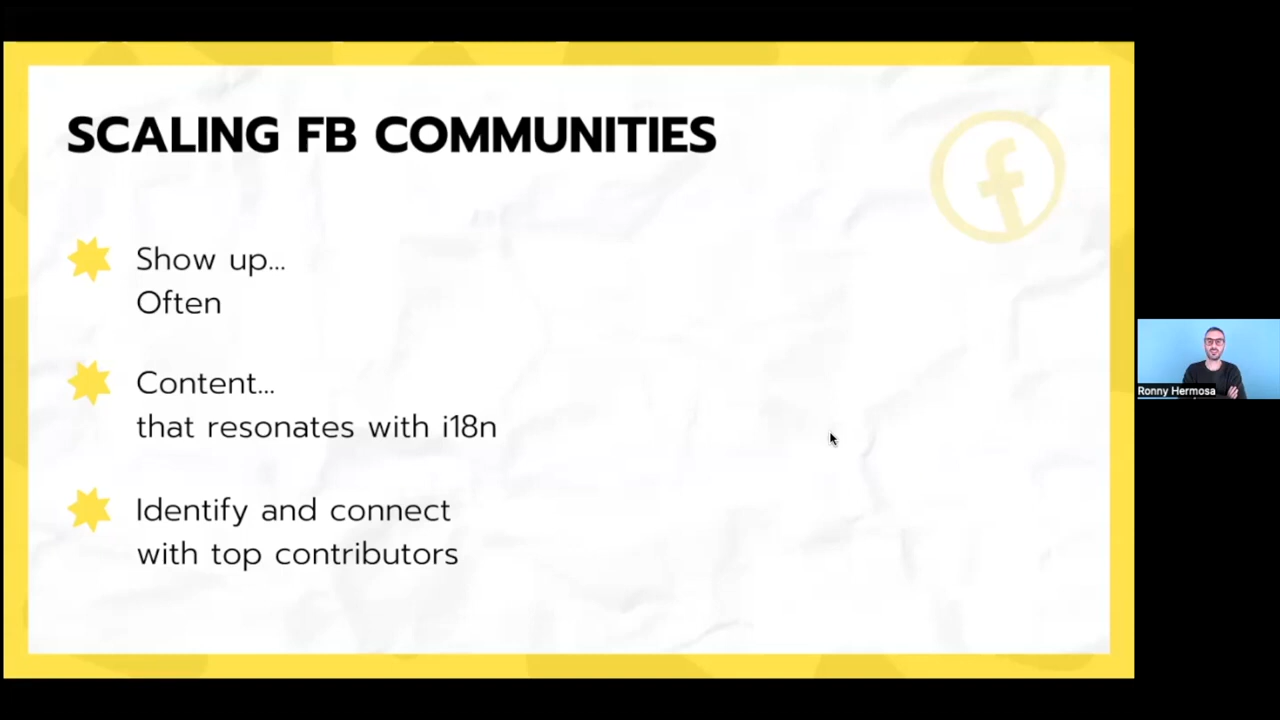 SCALING FB COMMUNITIES
Show up...
Often
Content...
that resonates with i18n
Identify and connect
with top contributors
Ronny Hermosa